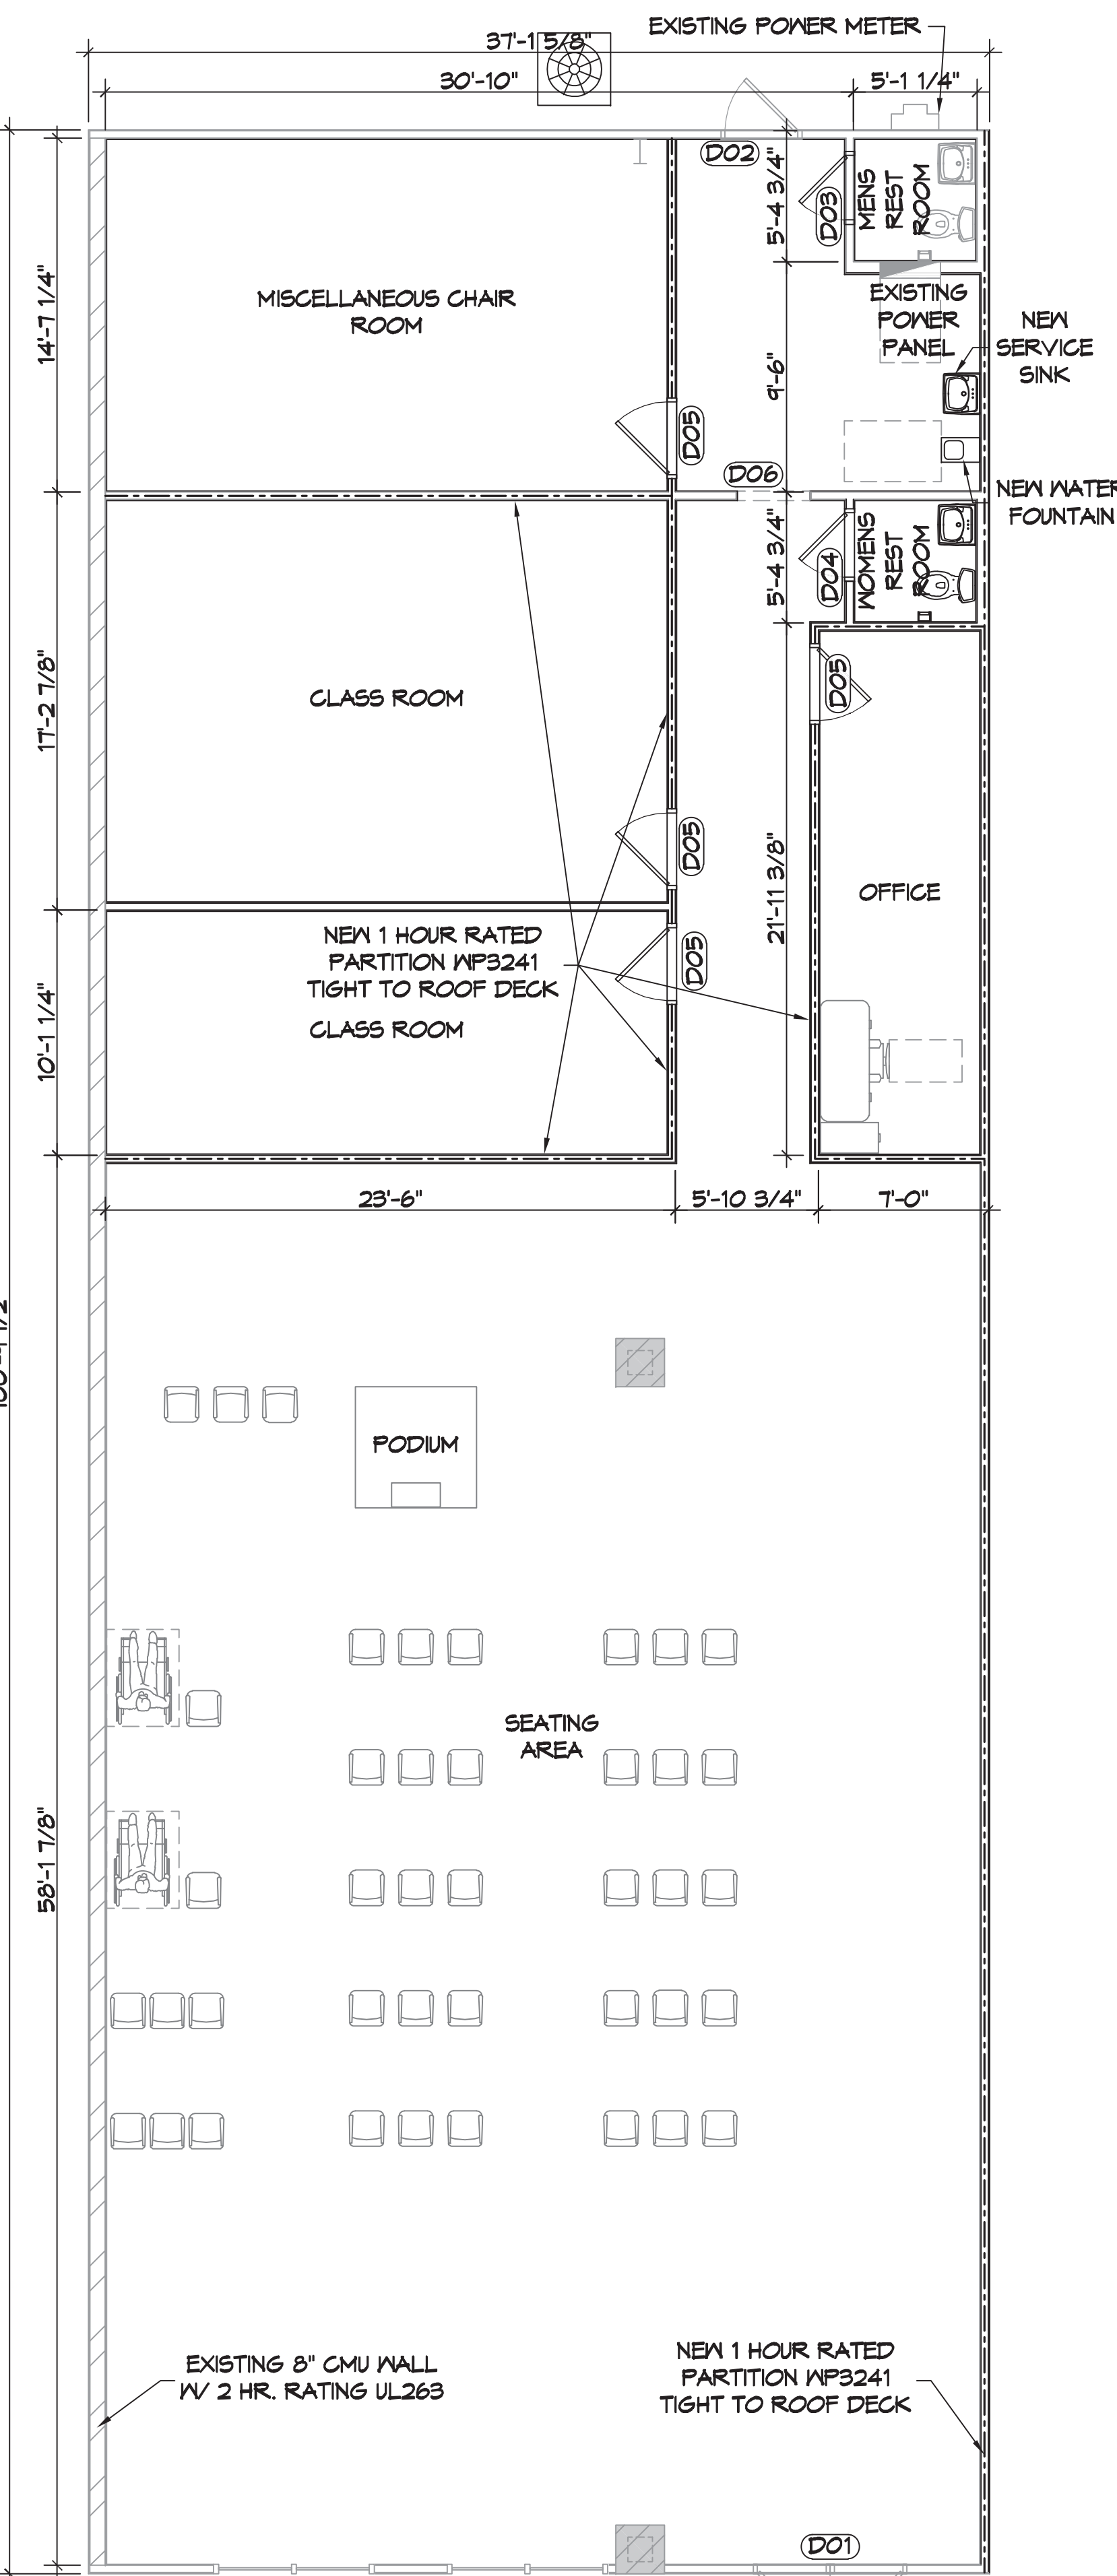 EXISTING POWER METER
37'-1 5/8"
30'-10"
5'-1 1/4"
D02
5'-4 3/4"
D03
MENS
REST
ROOM
14'-7 1/4"
MISCELLANEOUS CHAIR
ROOM
EXISTING
POWER
PANEL
NEW
SERVICE
SINK
9'-6"
D05
D06
NEW WATER
FOUNTAIN
5'-4 3/4"
D04
WOMENS
REST
ROOM
17'-2 7/8"
CLASS ROOM
D05
D05
21'-11 3/8"
OFFICE
NEW 1 HOUR RATED
PARTITION WP3241
TIGHT TO ROOF DECK
D05
CLASS ROOM
10'-1 1/4"
23'-6"
5'-10 3/4"
7'-0"
PODIUM
SEATING
AREA
58'-1 7/8"
EXISTING 8" CMU WALL
W/ 2 HR. RATING UL263
NEW 1 HOUR RATED
PARTITION WP3241
TIGHT TO ROOF DECK
D01